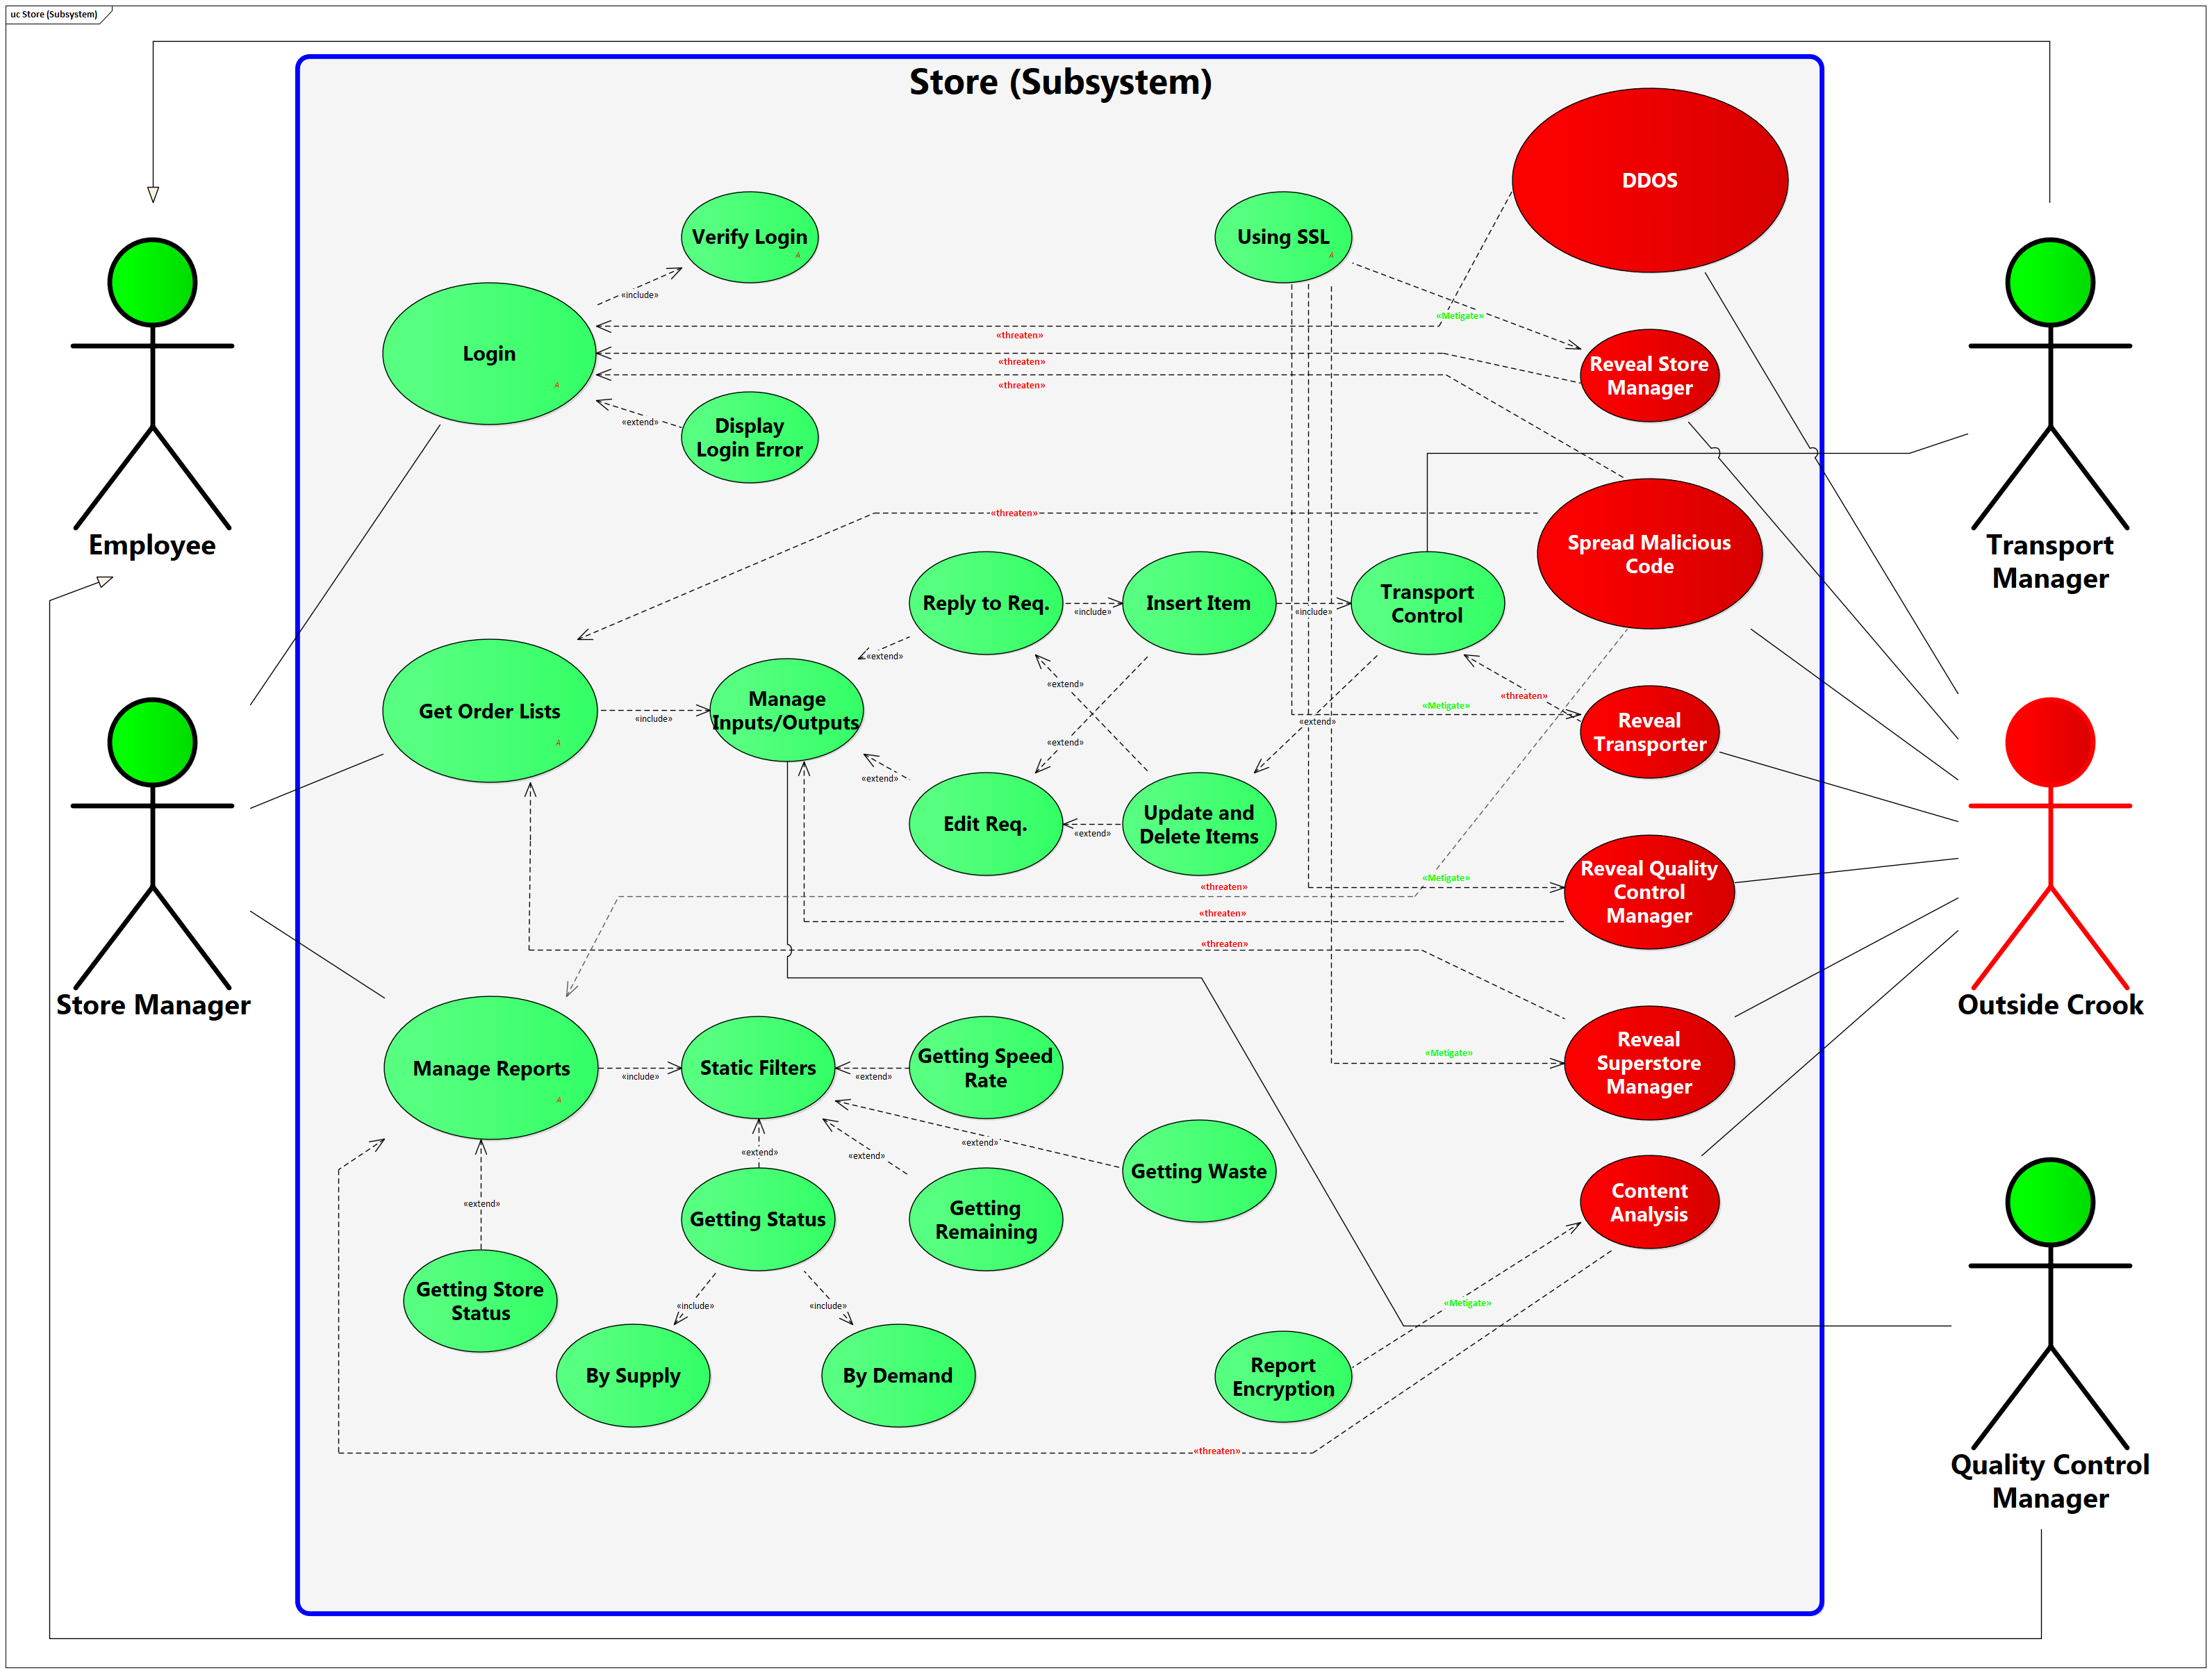 uc Store (Subsystem)
Store (Subsystem)
DDOS
Verify Login
A
Using SSL
A
«include»
«Metigate»
«threaten»
Login
A
«threaten»
Reveal Store
Manager
«threaten»
«extend»
Display
Login Error
Employee
Transport
Manager
«threaten»
Spread Malicious
Code
Reply to Req.
«include»
Insert Item
«include»
Transport
Control
«extend»
«extend»
«threaten»
Get Order Lists
A
«include»
Manage
Inputs/Outputs
«Metigate»
«extend»
Reveal
Transporter
«extend»
«extend»
Edit Req.
«extend»
Update and
Delete Items
Reveal Quality
Control
Manager
«Metigate»
«threaten»
«threaten»
«threaten»
Store Manager
Outside Crook
Reveal
Superstore
Manager
«Metigate»
Manage Reports
A
«include»
Static Filters
«extend»
Getting Speed
Rate
«extend»
«extend»
«extend»
Getting Waste
Content
Analysis
«extend»
Getting Status
Getting
Remaining
Getting Store
Status
«include»
«include»
«Metigate»
By Supply
By Demand
Report
Encryption
«threaten»
Quality Control
Manager